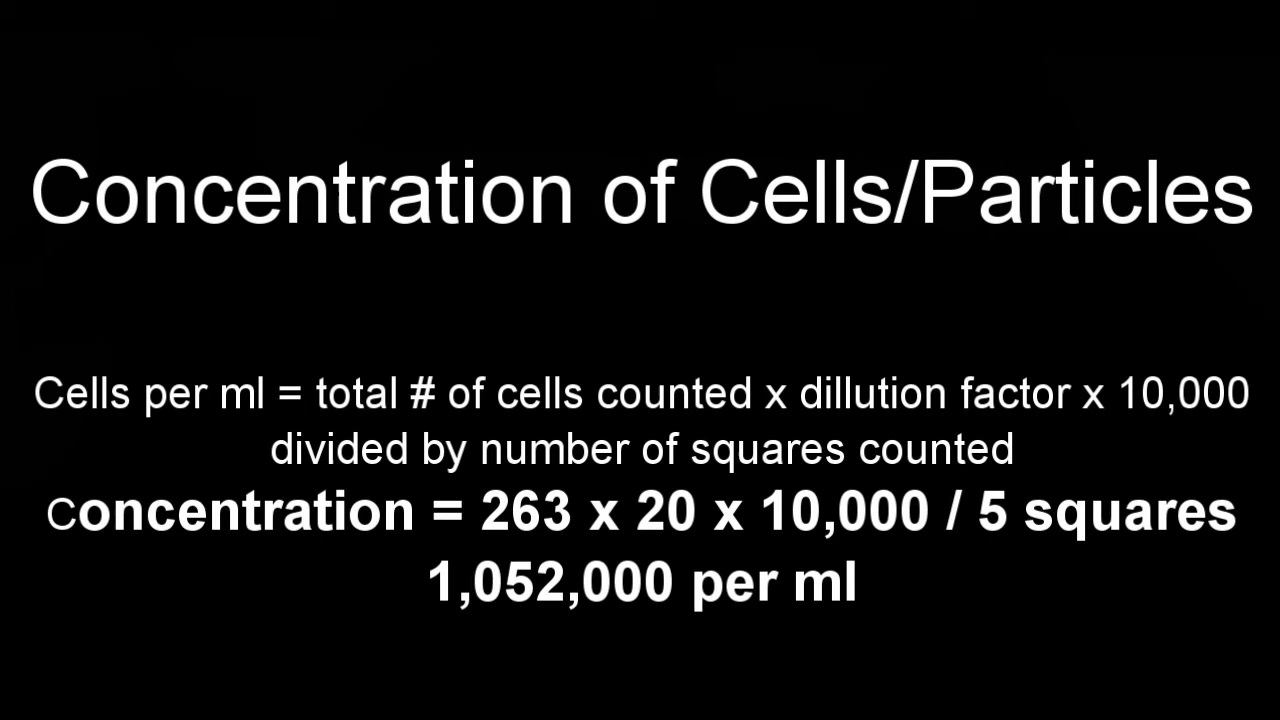 Concentration of Cells/Particles
Cells per ml = total # of cells counted x dillution factor x 10,000
divided by number of squares counted
Concentration = 263 x 20 x 10,000 / 5 squares
1,052,000 per ml